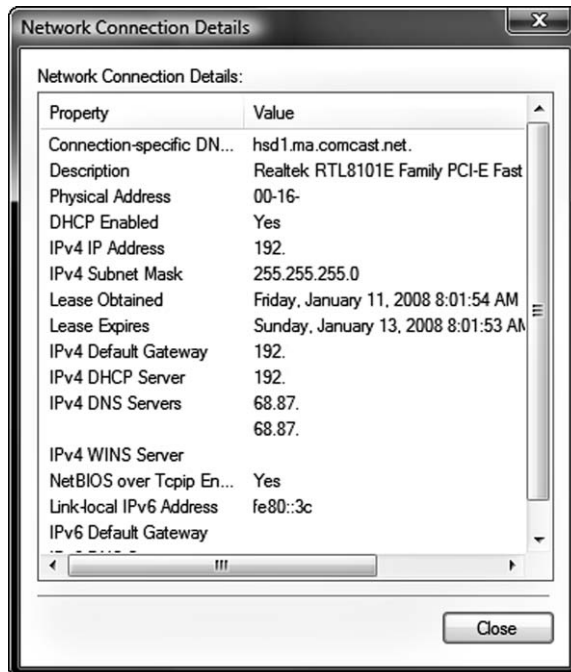 Network Connection Details
X
Network Connection Details:
Property Value
Connection-specific DN... hsd1.ma.comcast.net.
Description Realtek RTL8101E Family PCI-E Fast
Physical Address 00-16-
DHCP Enabled Yes
IPv4 IP Address 192.
IPv4 Subnet Mask 255.255.255.0
Lease Obtained Friday, January 11, 2008 8:01:54 AM
Lease Expires Sunday, January 13, 2008 8:01:53 AM
IPv4 Default Gateway 192.
IPv4 DHCP Server 192.
IPv4 DNS Servers 68.87.
68.87.
IPv4 WINS Server
NetBIOS over Tcpip En... Yes
Link-local IPv6 Address fe80::3c
IPv6 Default Gateway
Close